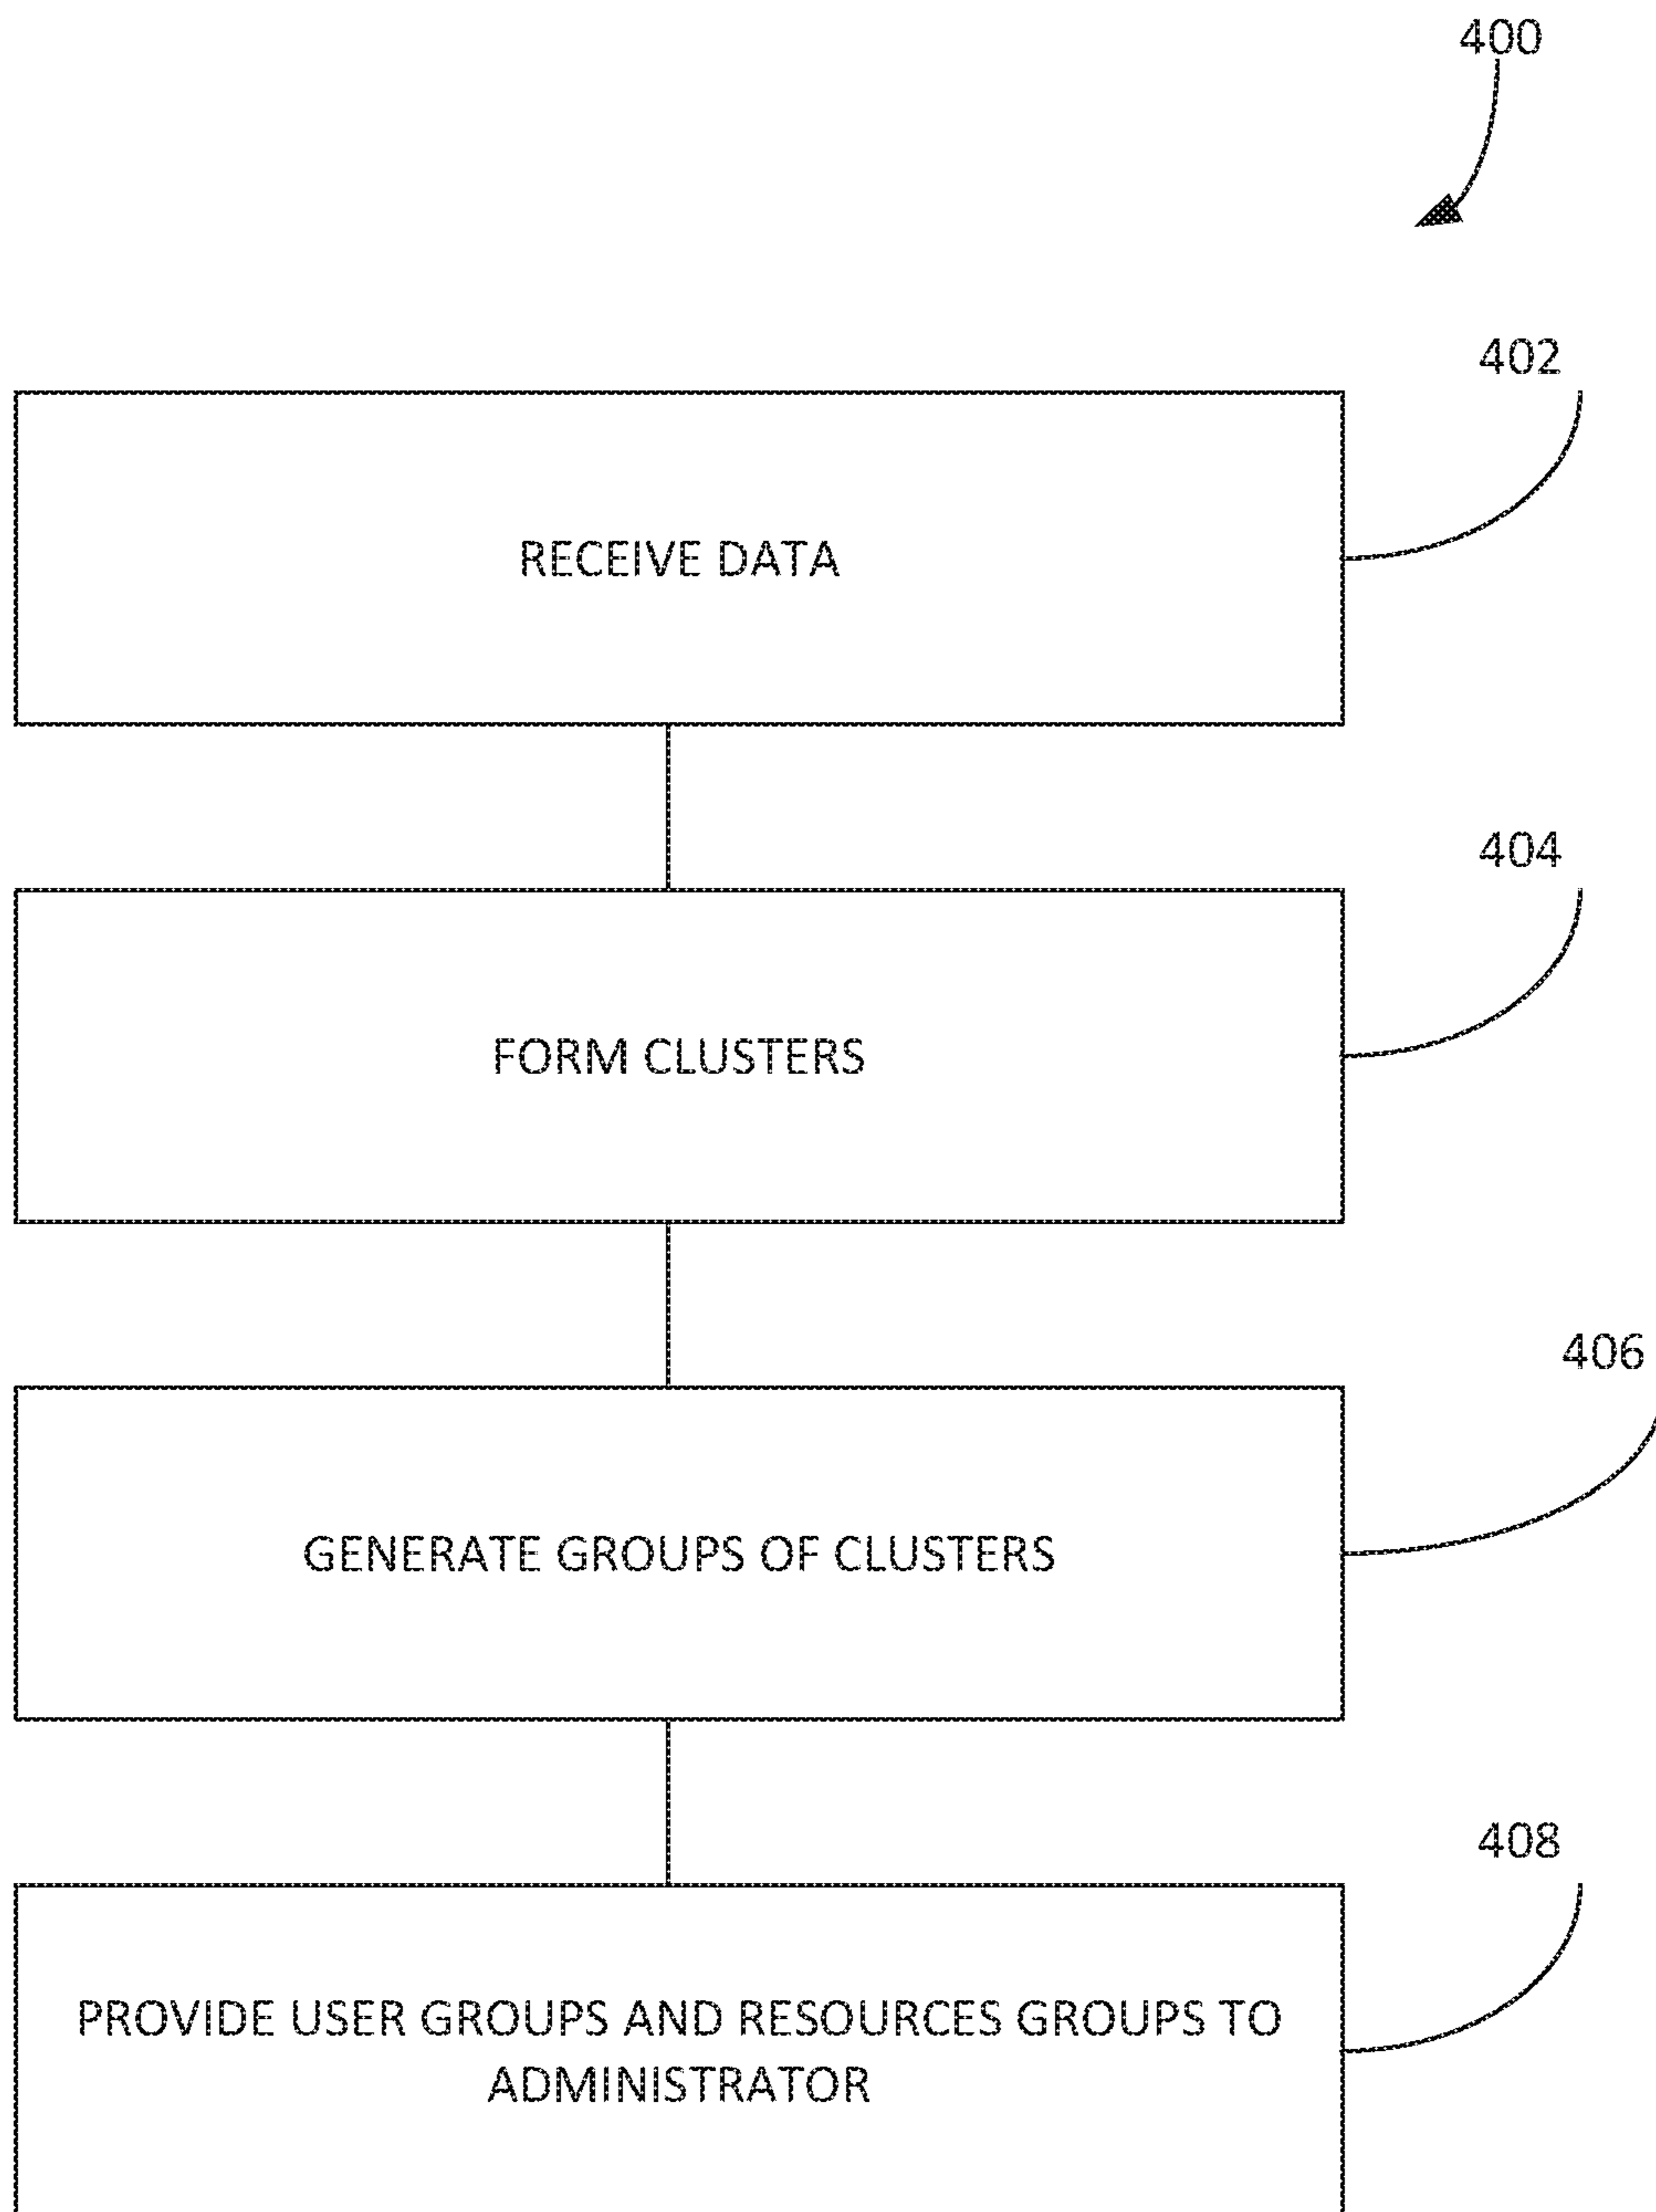 400
402
RECEIVE DATA
404
FORM CLUSTERS
406
GENERATE GROUPS OF CLUSTERS
408
PROVIDE USER GROUPS AND RESOURCES GROUPS TO
ADMINISTRATOR